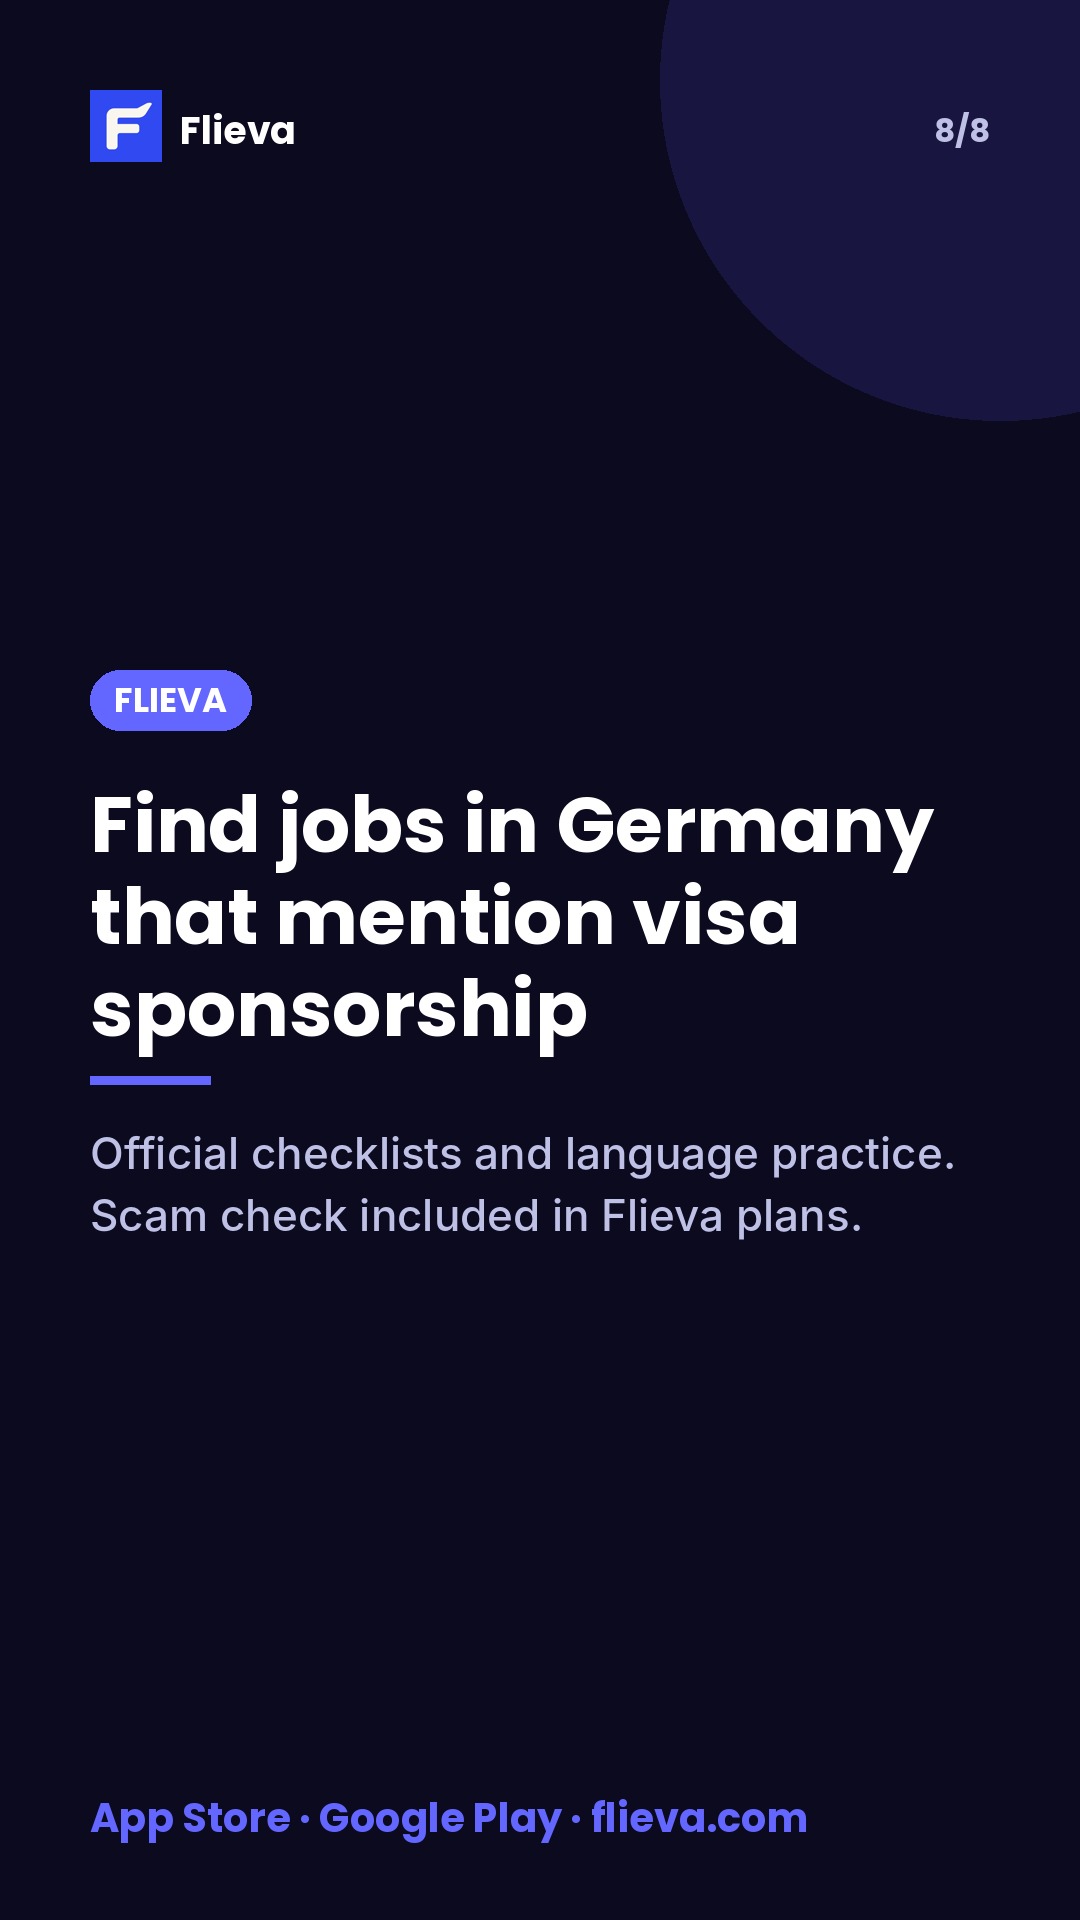 Flieva
8/8
FLIEVA
Find jobs in Germany
that mention visa
sponsorship
Official checklists and language practice.
Scam check included in Flieva plans.
App Store · Google Play · flieva.com